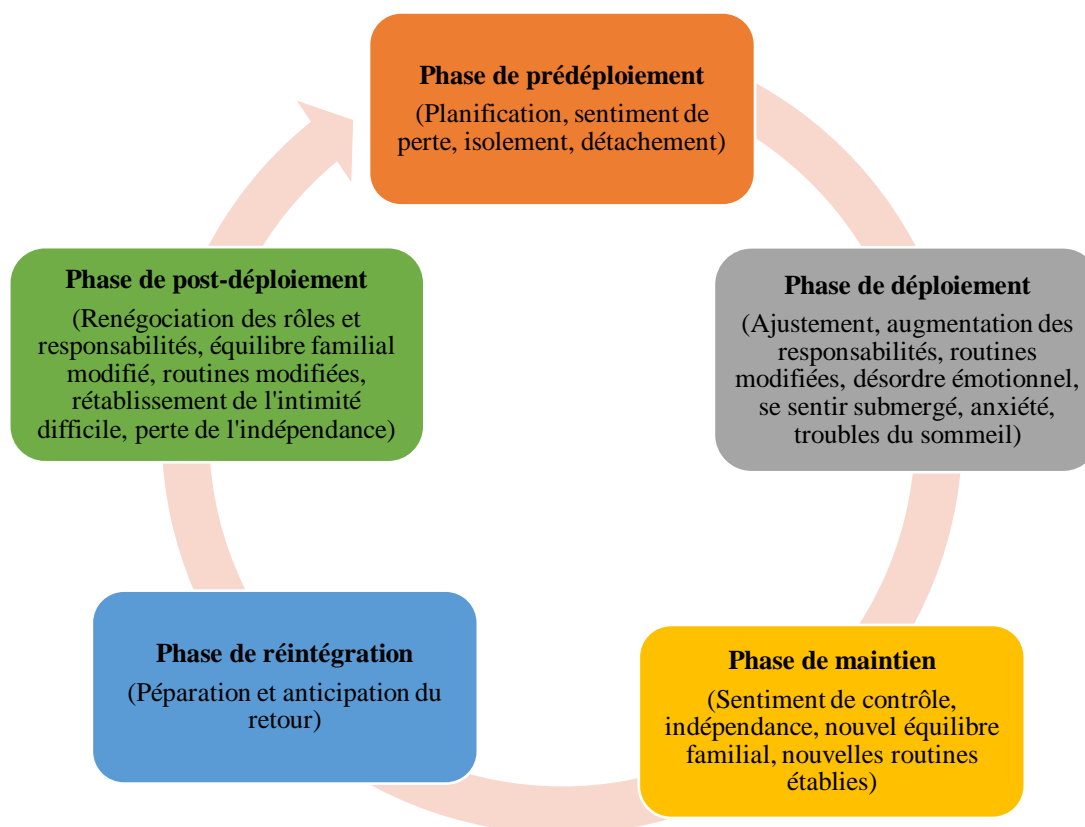 Phase de prédéploiement
(Planification, sentiment de
perte, isolement, détachement)
Phase de déploiement
(Ajustement, augmentation des
responsabilités, routines
modifiées, désordre émotionnel,
se sentir submergé, anxiété,
troubles du sommeil)
Phase de maintien
(Sentiment de contrôle,
indépendance, nouvel équilibre
familial, nouvelles routines
établies)
Phase de réintégration
(Péparation et anticipation du
retour)
Phase de post-déploiement
(Renégociation des rôles et
responsabilités, équilibre familial
modifié, routines modifiées,
rétablissement de l'intimité
difficile, perte de l'indépendance)